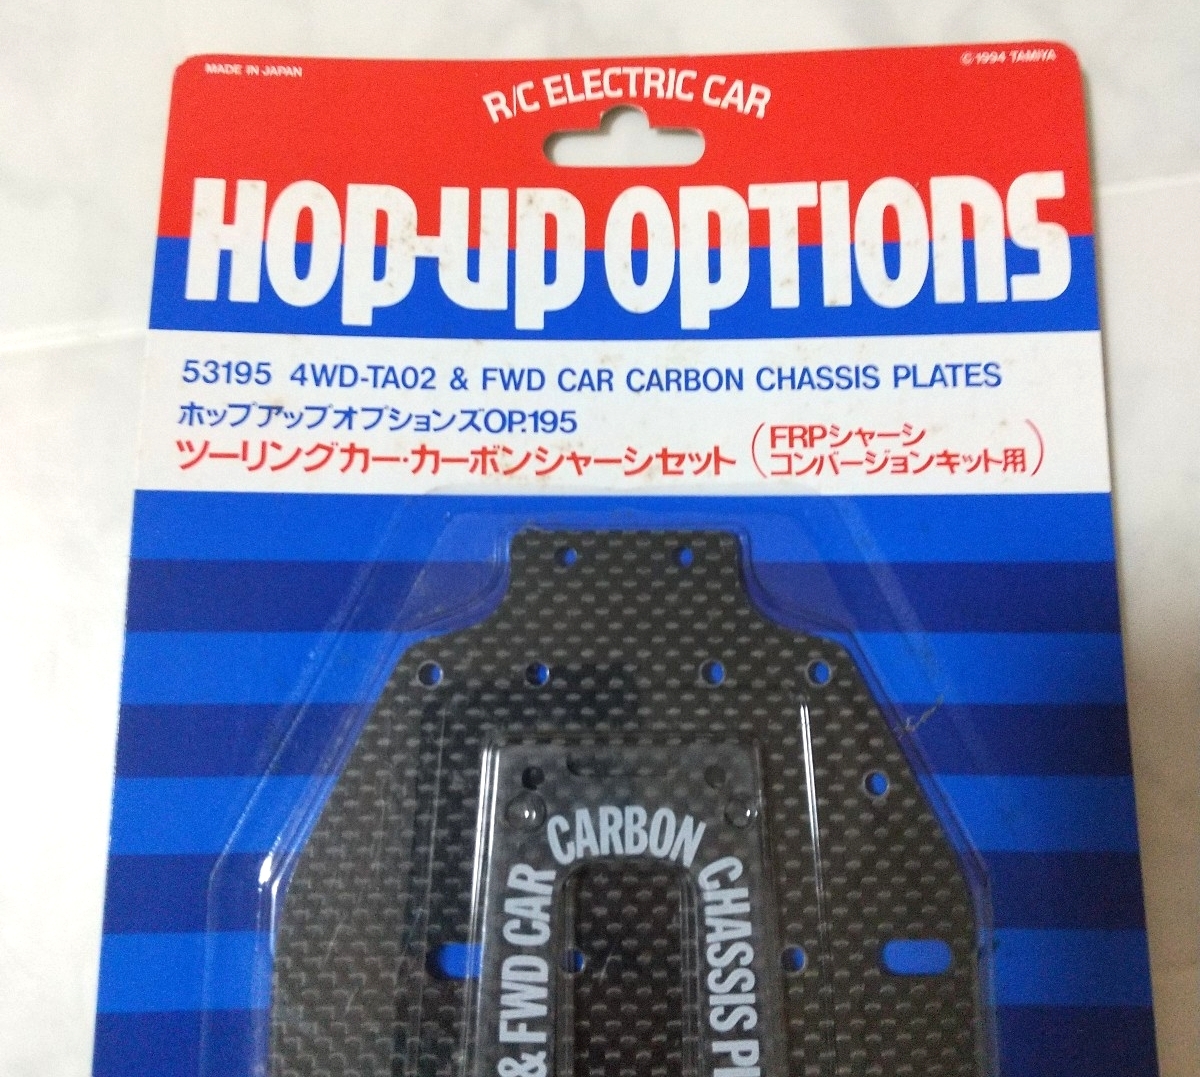 MADE IN JAPAN
© 1994 TAMIYA
R/C ELECTRIC CAR
HOP-UP OPTIONS
53195 4WD-TA02 & FWD CAR CARBON CHASSIS PLATES
ホップアップオプションズOP.195
ツーリングカー・カーボンシャーシセット
(FRPシャーシ
コンバージョンキット用)
& FWD CAR CARBON CHASSIS